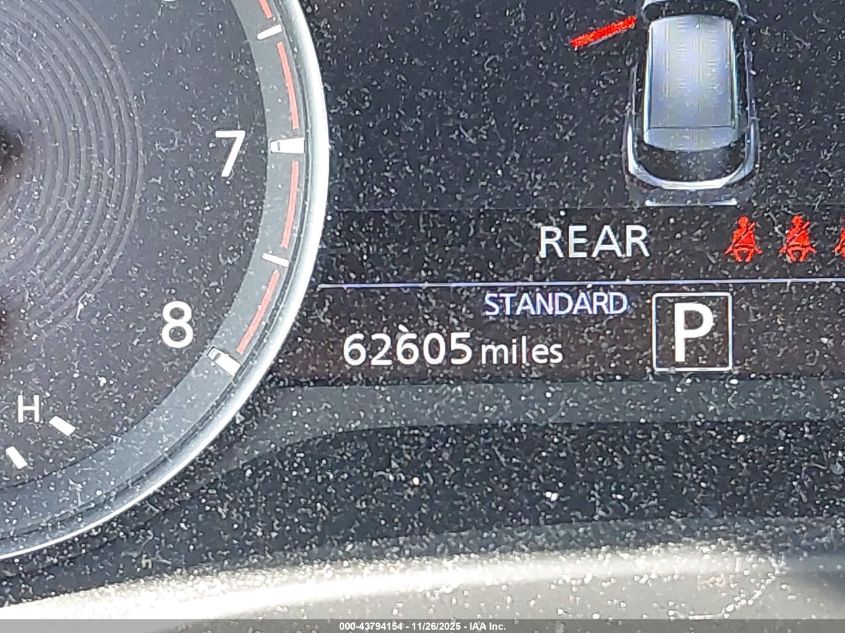 7
REAR
STANDARD P
8
62605 miles
H
000-43794154 - 11/26/2025 - IAA Inc.